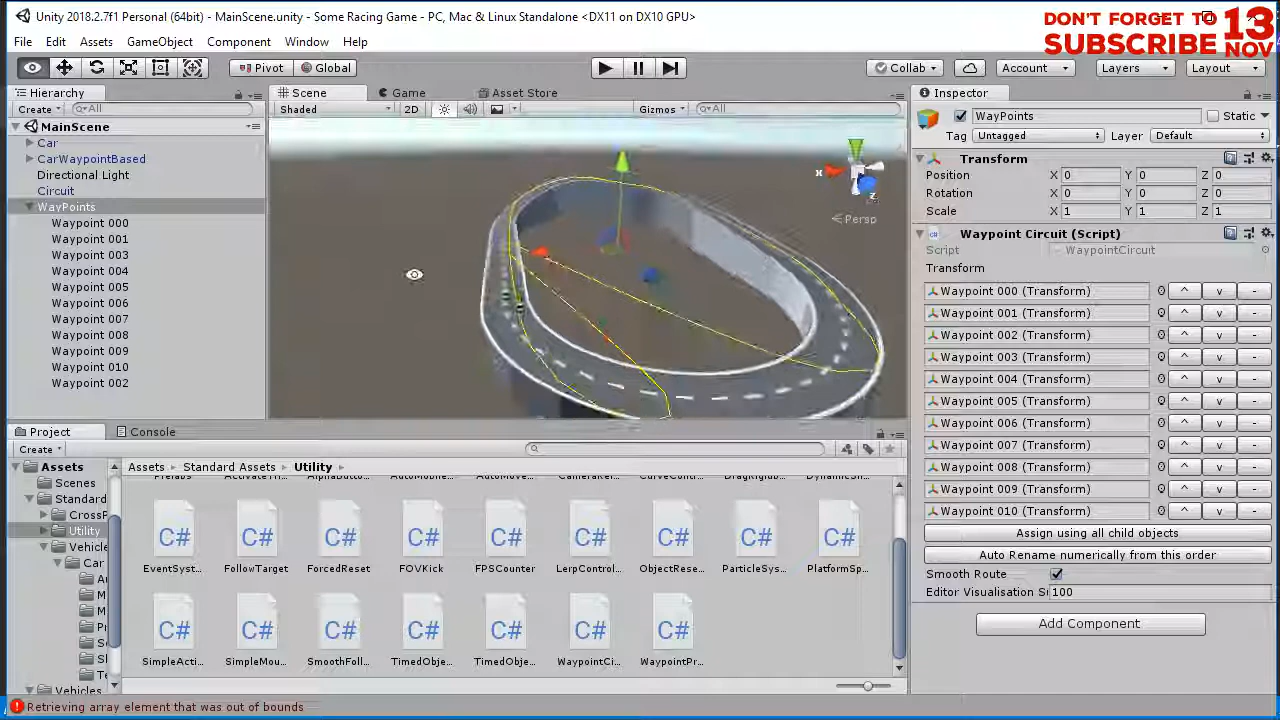 Unity 2018.2.7f1 Personal (64bit) - MainScene.unity - Some Racing Game - PC, Mac & Linux Standalone <DX11 on DX10 GPU>
DON'T FORGET TO
SUBSCRIBE
13
NOV
File Edit Assets GameObject Component Window Help
Pivot Global Collab Account Layers Layout
Hierarchy
Create All
MainScene
Car
CarWaypointBased
Directional Light
Circuit
WayPoints
Waypoint 000
Waypoint 001
Waypoint 003
Waypoint 004
Waypoint 005
Waypoint 006
Waypoint 007
Waypoint 008
Waypoint 009
Waypoint 010
Waypoint 002
Scene Game Asset Store
Shaded 2D Gizmos All
x
z
Persp
Inspector
WayPoints Static
Tag Untagged Layer Default
Transform
Position X 0 Y 0 Z 0
Rotation X 0 Y 0 Z 0
Scale X 1 Y 1 Z 1
Waypoint Circuit (Script)
Script WaypointCircuit
Transform
Waypoint 000 (Transform) ^ v -
Waypoint 001 (Transform) ^ v -
Waypoint 002 (Transform) ^ v -
Waypoint 003 (Transform) ^ v -
Waypoint 004 (Transform) ^ v -
Waypoint 005 (Transform) ^ v -
Waypoint 006 (Transform) ^ v -
Waypoint 007 (Transform) ^ v -
Waypoint 008 (Transform) ^ v -
Waypoint 009 (Transform) ^ v -
Waypoint 010 (Transform) ^ v -
Assign using all child objects
Auto Rename numerically from this order
Smooth Route
Editor Visualisation S 100
Add Component
Project Console
Create
Assets
Scenes
Standard
CrossP
Utility
Vehicle
Car
Vehicles
Assets Standard Assets Utility
C# C# C# C# C# C# C# C# C#
EventSyst... FollowTarget ForcedReset FOVKick FPSCounter LerpControl... ObjectRese... ParticleSys... PlatformSp...
C# C# C# C# C# C# C#
SimpleActi... SimpleMou... SmoothFoll... TimedObje... TimedObje... WaypointCi... WaypointPr...
Retrieving array element that was out of bounds